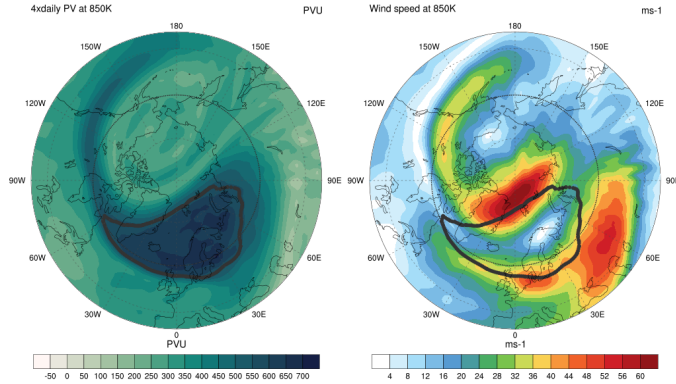 4xdaily PV at 850K PVU
180
150W 150E
120W 120E
90W 90E
60W 60E
30W 30E
0
PVU
-50 0 50 100 150 200 250 300 350 400 450 500 550 600 650 700
Wind speed at 850K ms-1
180
150W 150E
120W 120E
90W 90E
60W 60E
30W 30E
0
ms-1
4 8 12 16 20 24 28 32 36 40 44 48 52 56 60